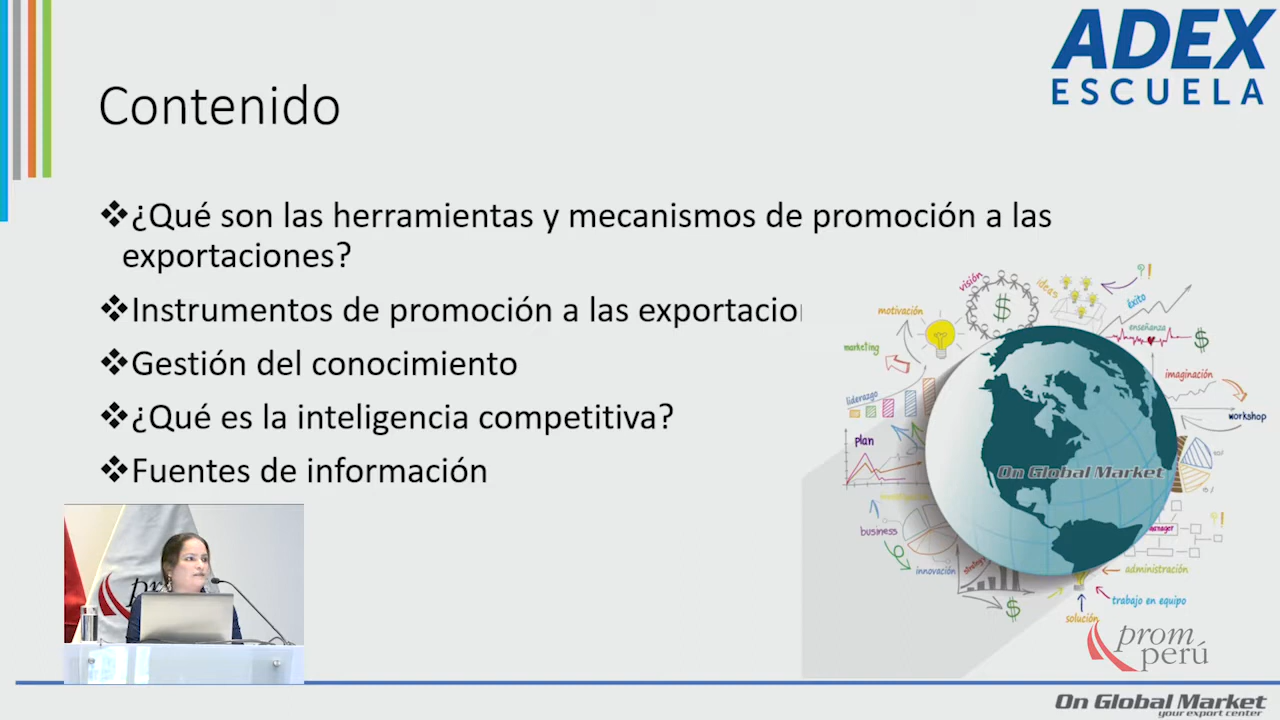 ADEX
ESCUELA
Contenido
❖¿Qué son las herramientas y mecanismos de promoción a las
exportaciones?
❖Instrumentos de promoción a las exportacio
❖Gestión del conocimiento
❖¿Qué es la inteligencia competitiva?
❖Fuentes de información
visión
ideas
?!
motivación
éxito
marketing
enseñanza
$
$
imaginación
liderazgo
workshop
plan
On Global Market
business
manager
innovación
administración
trabajo en equipo
$
solución
prom
perú
On Global Market
your export center